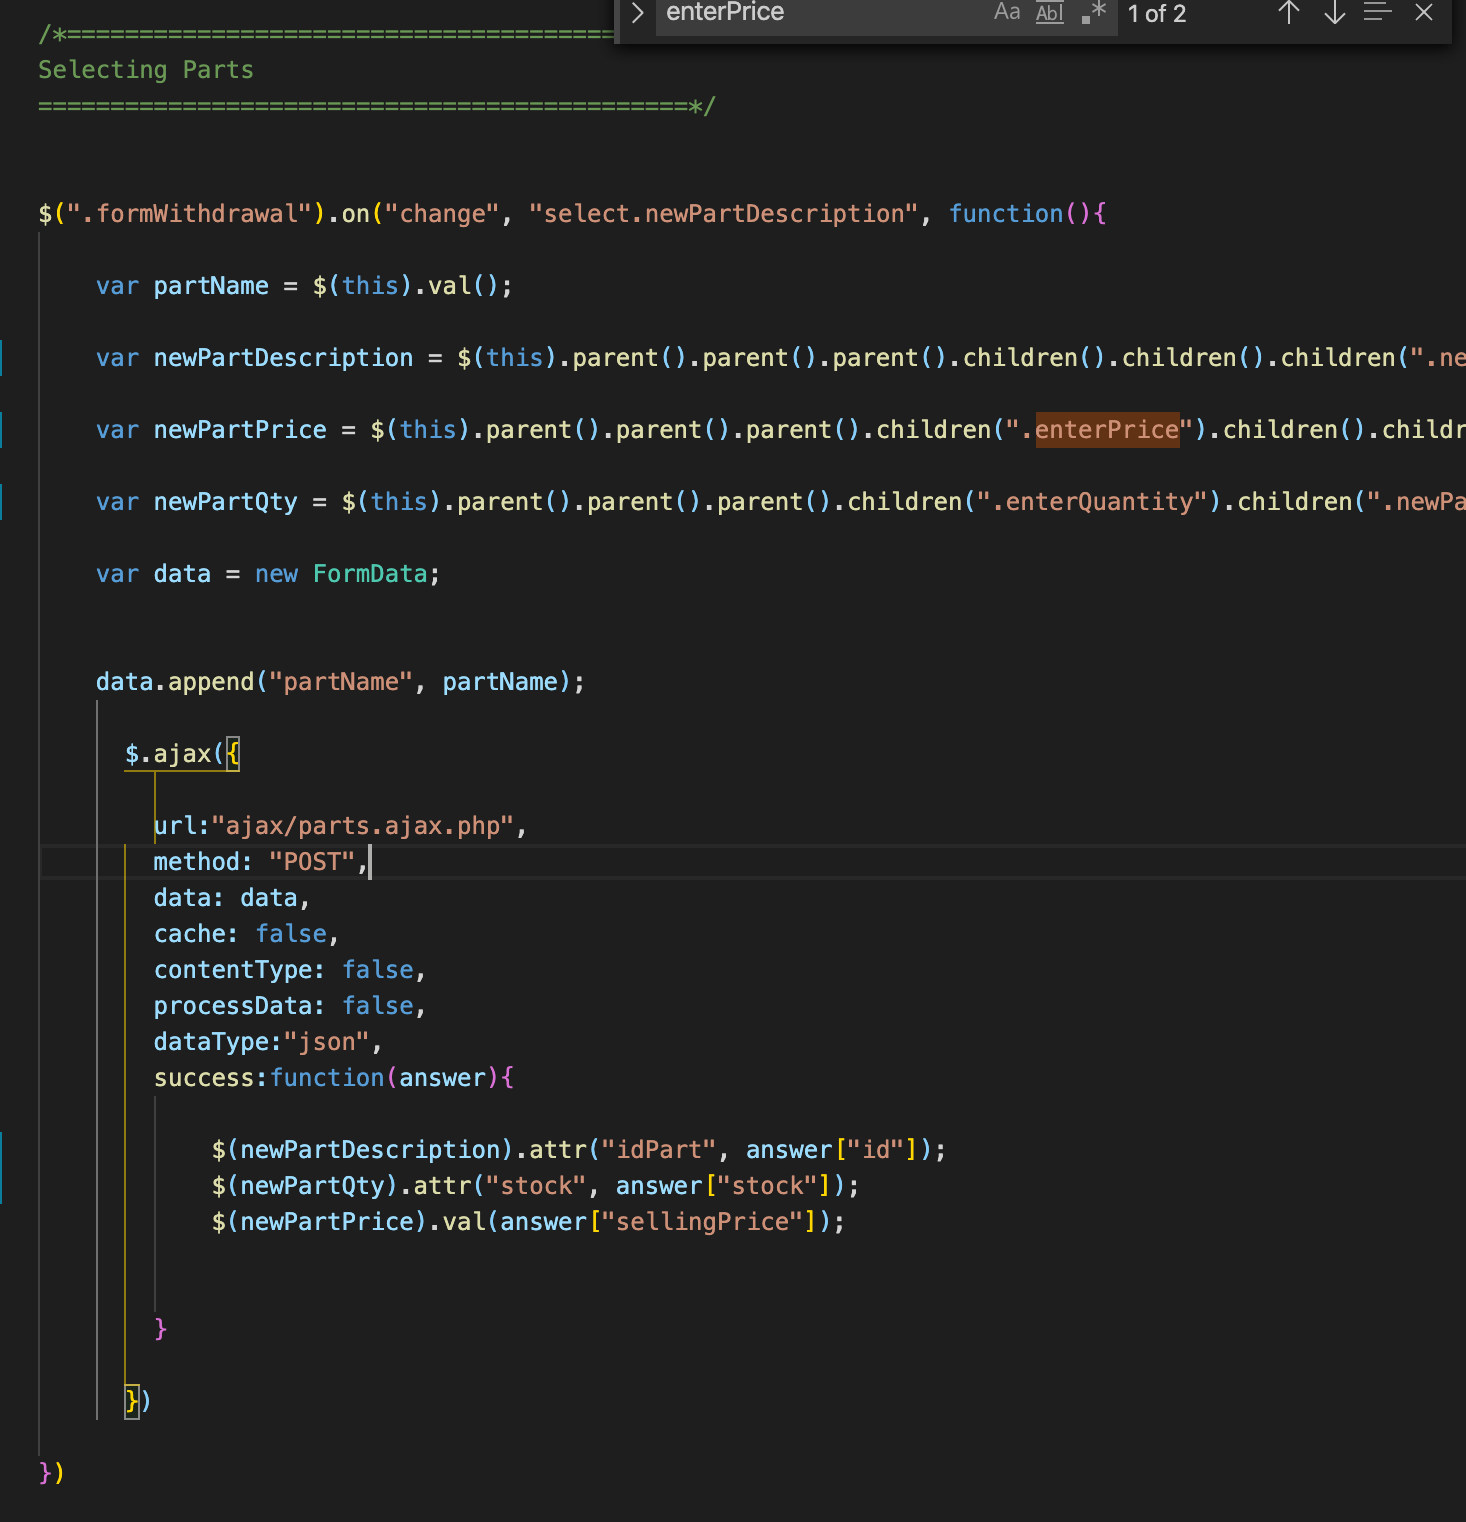 enterPrice Aa Abl .* 1 of 2
/*======================================
Selecting Parts
=============================================*/
$(".formWithdrawal").on("change", "select.newPartDescription", function(){
var partName = $(this).val();
var newPartDescription = $(this).parent().parent().parent().children().children().children(".ne
var newPartPrice = $(this).parent().parent().parent().children(".enterPrice").children().childr
var newPartQty = $(this).parent().parent().parent().children(".enterQuantity").children(".newPa
var data = new FormData;
data.append("partName", partName);
$.ajax({
url:"ajax/parts.ajax.php",
method: "POST",
data: data,
cache: false,
contentType: false,
processData: false,
dataType:"json",
success:function(answer){
$(newPartDescription).attr("idPart", answer["id"]);
$(newPartQty).attr("stock", answer["stock"]);
$(newPartPrice).val(answer["sellingPrice"]);
}
})
})